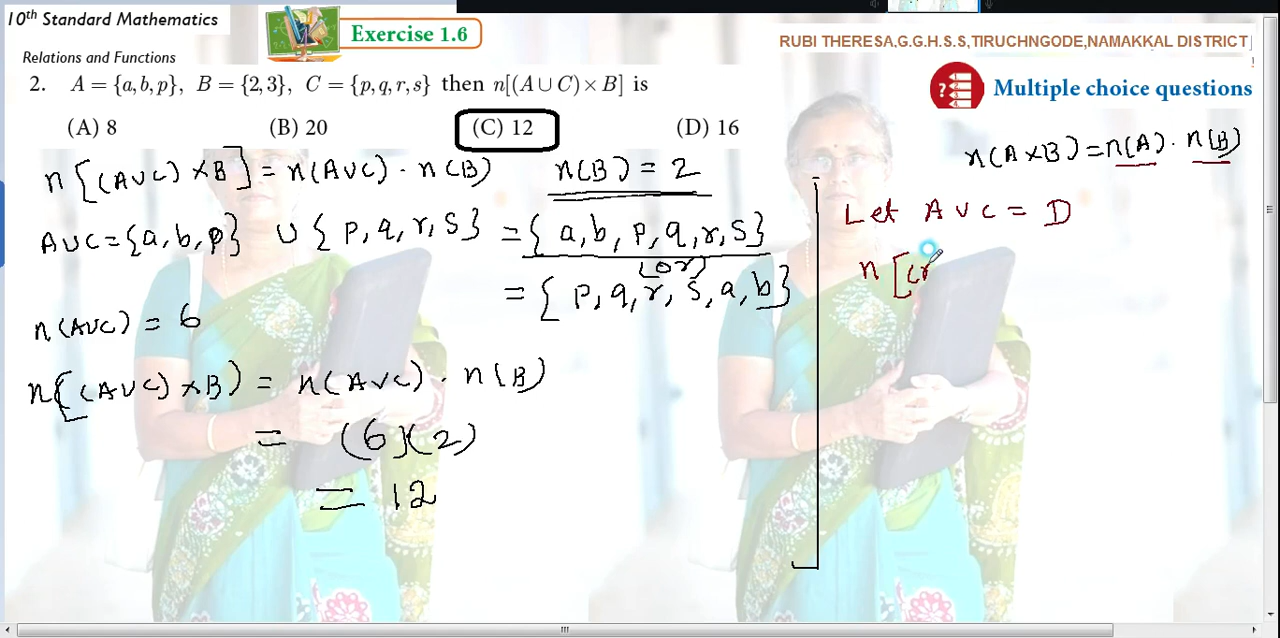 10th Standard Mathematics
Exercise 1.6
RUBI THERESA,G.G.H.S.S,TIRUCHNGODE,NAMAKKAL DISTRICT
Relations and Functions
2. A = {a,b,p}, B = {2,3}, C = {p,q,r,s} then n[(A ∪ C) × B] is
Multiple choice questions
(A) 8 (B) 20 (C) 12 (D) 16
n[(A∪C) × B] = n(A∪C) · n(B) n(B) = 2
n(A×B) = n(A) · n(B)
A∪C = {a, b, p} ∪ {p, q, r, s} = {a, b, p, q, r, s}
(or)
= {p, q, r, s, a, b}
n(A∪C) = 6
n[(A∪C) × B) = n(A∪C) · n(B)
= (6)(2)
= 12
Let A∪C = D
n[(